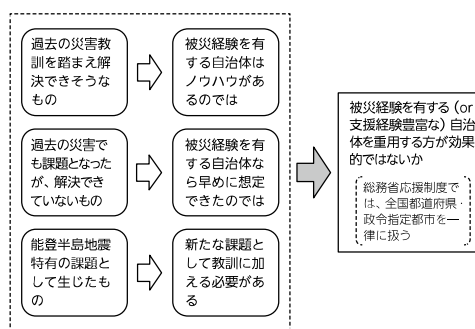 過去の災害教
訓を踏まえ解
決できそうな
もの
被災経験を有
する自治体は
ノウハウがあ
るのでは
過去の災害で
も課題となった
が、解決でき
ていないもの
被災経験を有
する自治体な
ら早めに想定
できたのでは
能登半島地震
特有の課題と
して生じたも
の
新たな課題と
して教訓に加
える必要があ
る
被災経験を有する(or
支援経験豊富な)自治
体を重用する方が効果
的ではないか
総務省応援制度で
は、全国都道府県・
政令指定都市を一
律に扱う